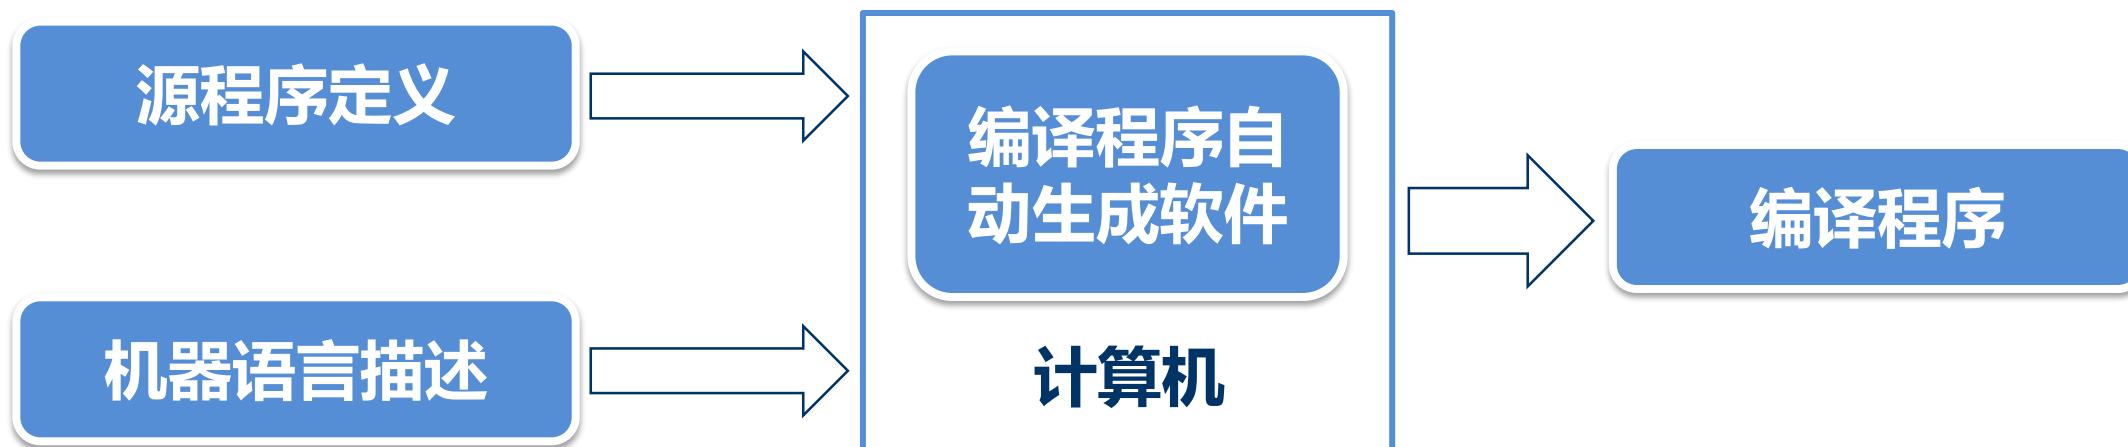 源程序定义
编译程序自
动生成软件
编译程序
机器语言描述
计算机